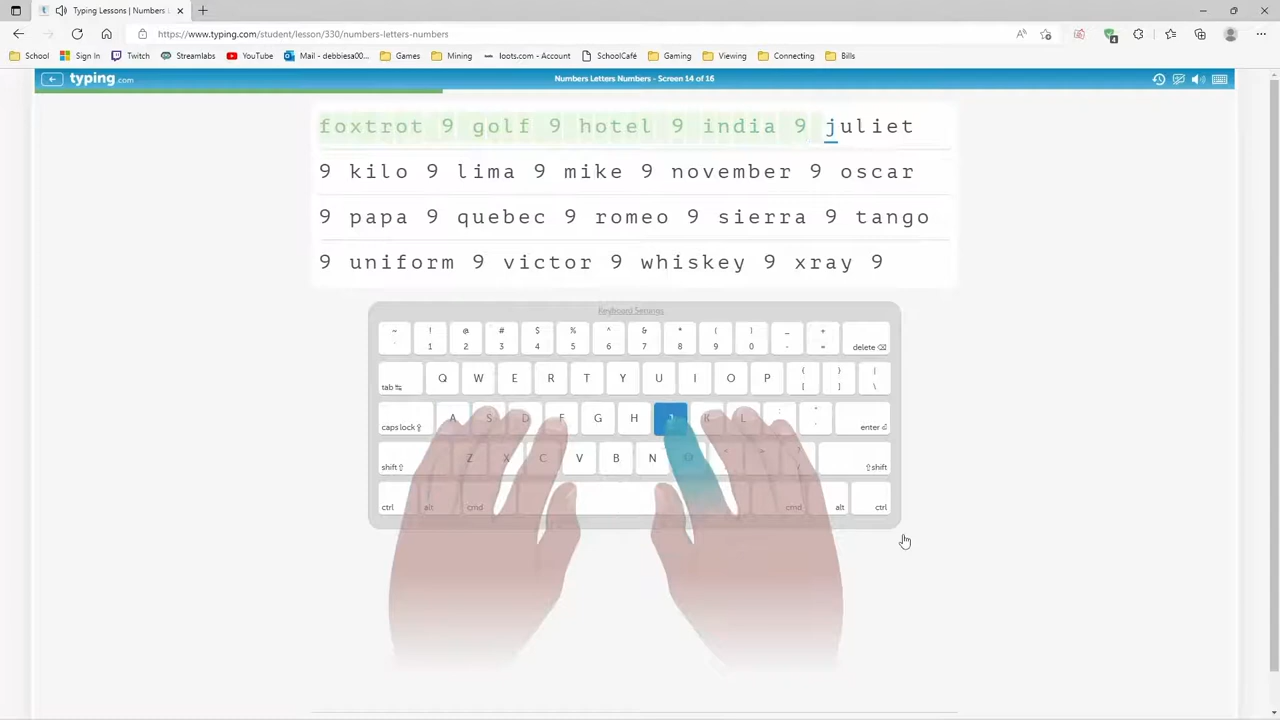 Typing Lessons | Numbers
https://www.typing.com/student/lesson/330/numbers-letters-numbers
School Sign In Twitch Streamlabs YouTube Mail - debbiesa00... Games Mining loots.com - Account SchoolCafé Gaming Viewing Connecting Bills
typing.com
Numbers Letters Numbers - Screen 14 of 16
foxtrot 9 golf 9 hotel 9 india 9 juliet
9 kilo 9 lima 9 mike 9 november 9 oscar
9 papa 9 quebec 9 romeo 9 sierra 9 tango
9 uniform 9 victor 9 whiskey 9 xray 9
Keyboard Settings
~ ! @ # $ % ^ & * ( ) _ +
` 1 2 3 4 5 6 7 8 9 0 - = delete
tab Q W E R T Y U I O P { [ } ] | \
caps lock A S D F G H J K L : ; " ' enter
shift Z X C V B N M < > ? / shift
ctrl alt cmd cmd alt ctrl